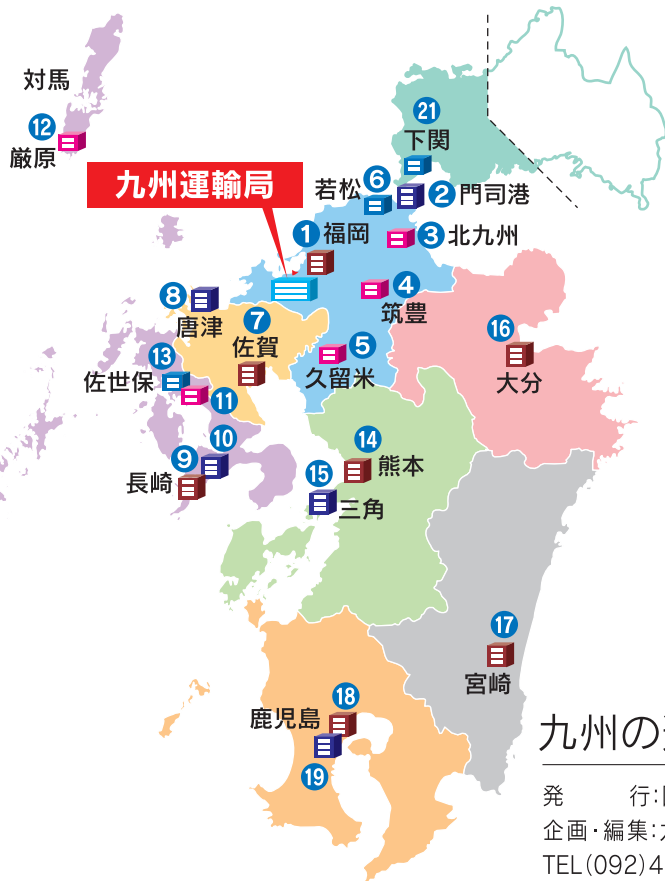 対馬
⑫
厳原
九州運輸局
㉑
下関
⑥
若松
② 門司港
① 福岡
③ 北九州
④
筑豊
⑧
唐津
⑦
佐賀
⑤
久留米
⑯
大分
⑬
佐世保
⑪
⑩
⑨
長崎
⑭
熊本
⑮
三角
⑰
宮崎
⑱
鹿児島
⑲
九州の
発 行:
企画・編集:
TEL(092)4